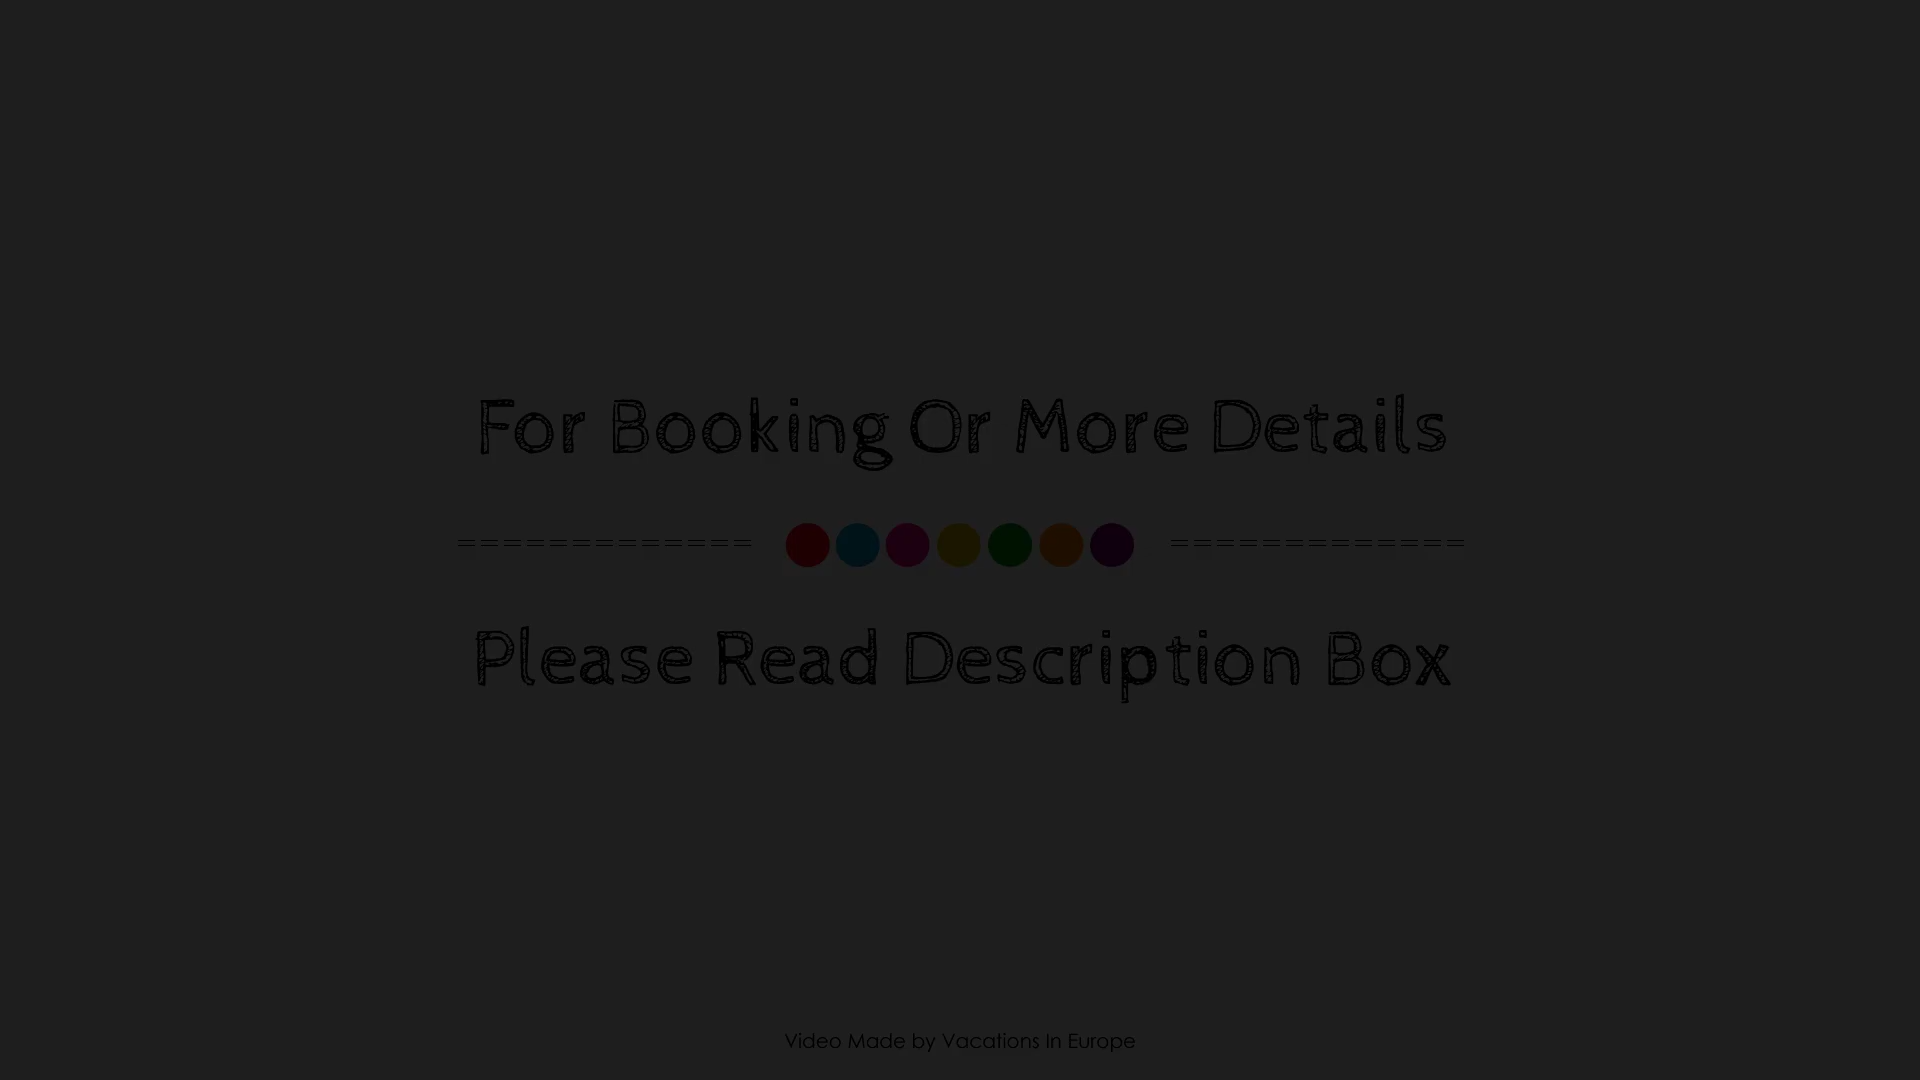 For Booking Or More Details
============= =============
Please Read Description Box
Video Made by Vacations In Europe